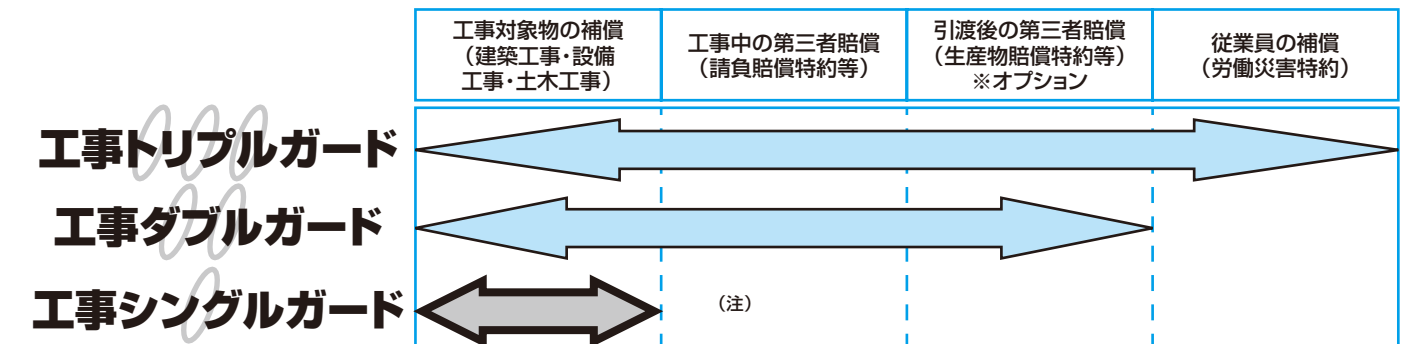 工事対象物の補償
（建築工事・設備
工事・土木工事）
工事中の第三者賠償
（請負賠償特約等）
引渡後の第三者賠償
（生産物賠償特約等）
※オプション
従業員の補償
（労働災害特約）
工事トリプルガード
工事ダブルガード
工事シングルガード
（注）